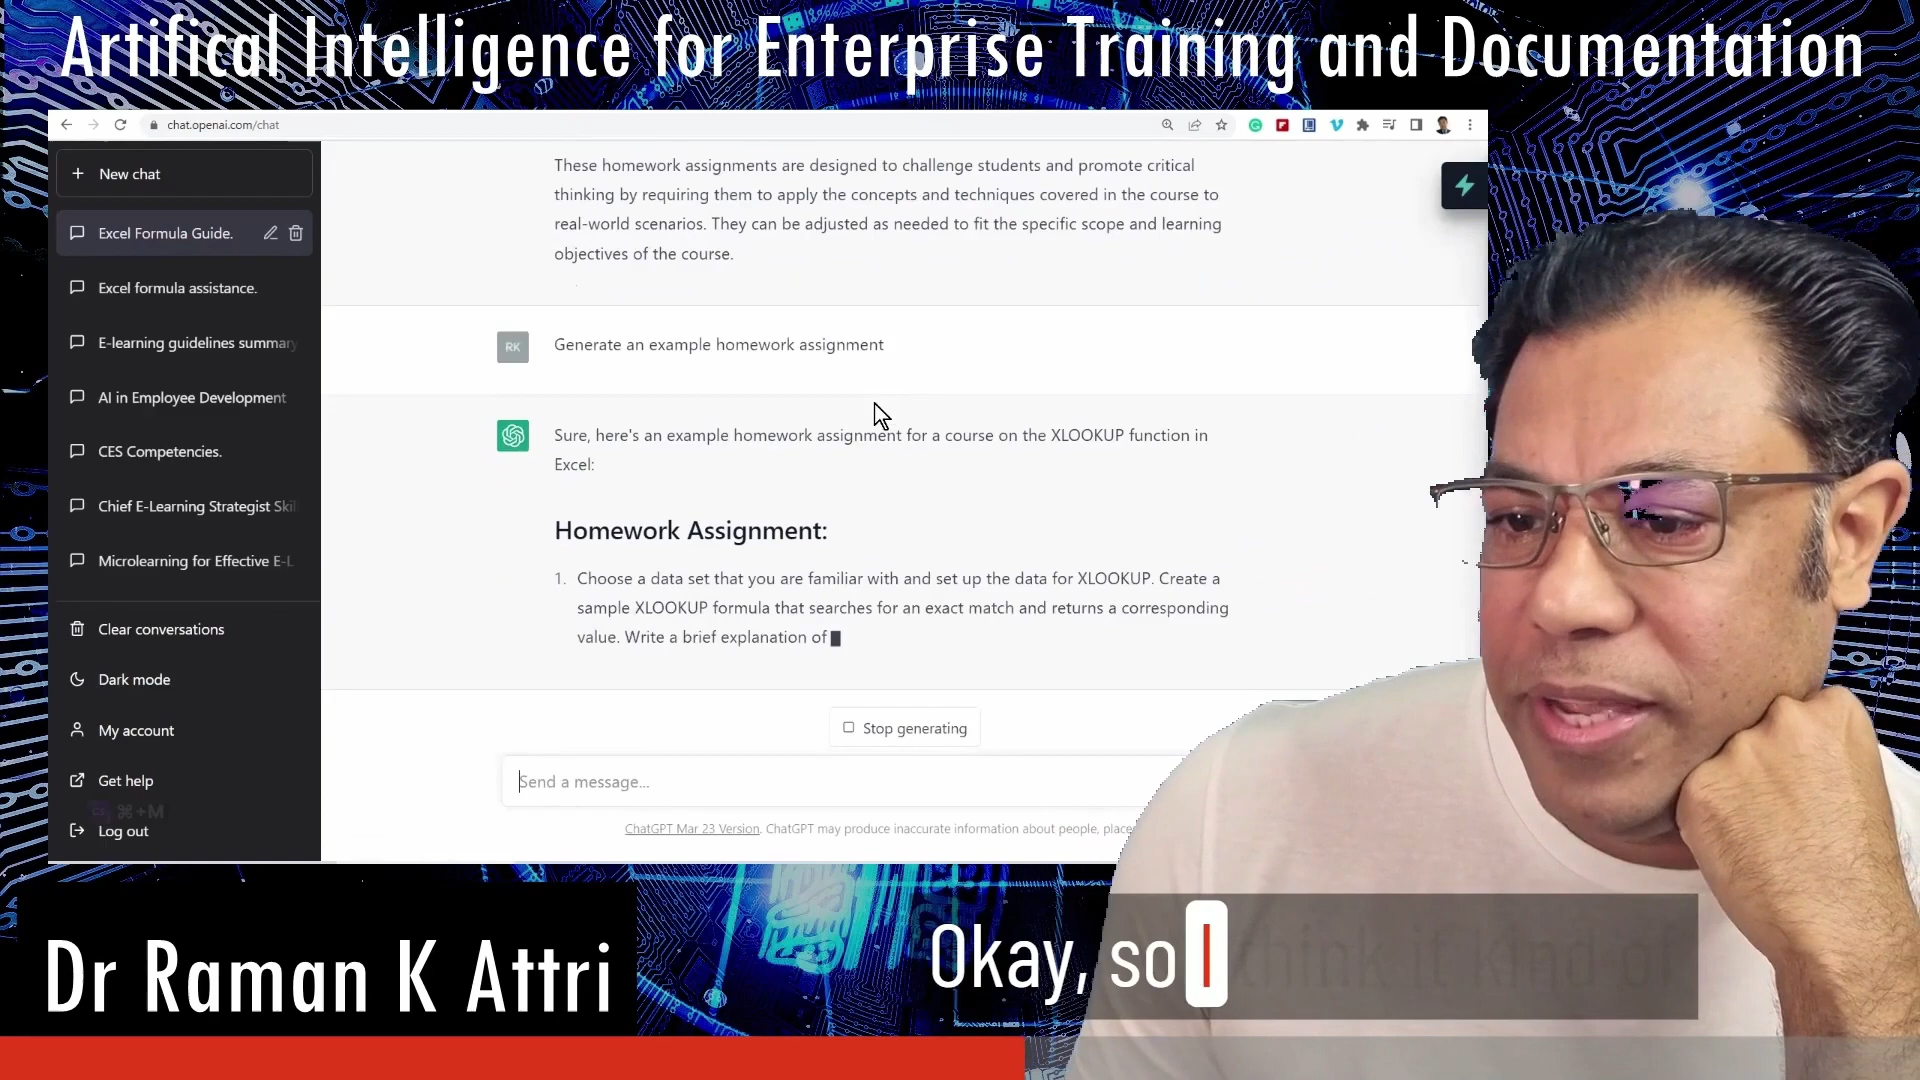 Artifical Intelligence for Enterprise Training and Documentation
chat.openai.com/chat
New chat
Excel Formula Guide.
Excel formula assistance.
E-learning guidelines summary
AI in Employee Development
CES Competencies.
Chief E-Learning Strategist Skil
Microlearning for Effective E-L
Clear conversations
Dark mode
My account
Get help
⌘+M
Log out
These homework assignments are designed to challenge students and promote critical
thinking by requiring them to apply the concepts and techniques covered in the course to
real-world scenarios. They can be adjusted as needed to fit the specific scope and learning
objectives of the course.
RK
Generate an example homework assignment
Sure, here's an example homework assignment for a course on the XLOOKUP function in
Excel:
Homework Assignment:
1. Choose a data set that you are familiar with and set up the data for XLOOKUP. Create a
sample XLOOKUP formula that searches for an exact match and returns a corresponding
value. Write a brief explanation of
Stop generating
Send a message...
ChatGPT Mar 23 Version. ChatGPT may produce inaccurate information about people, place
Dr Raman K Attri
Okay, so I think it kind